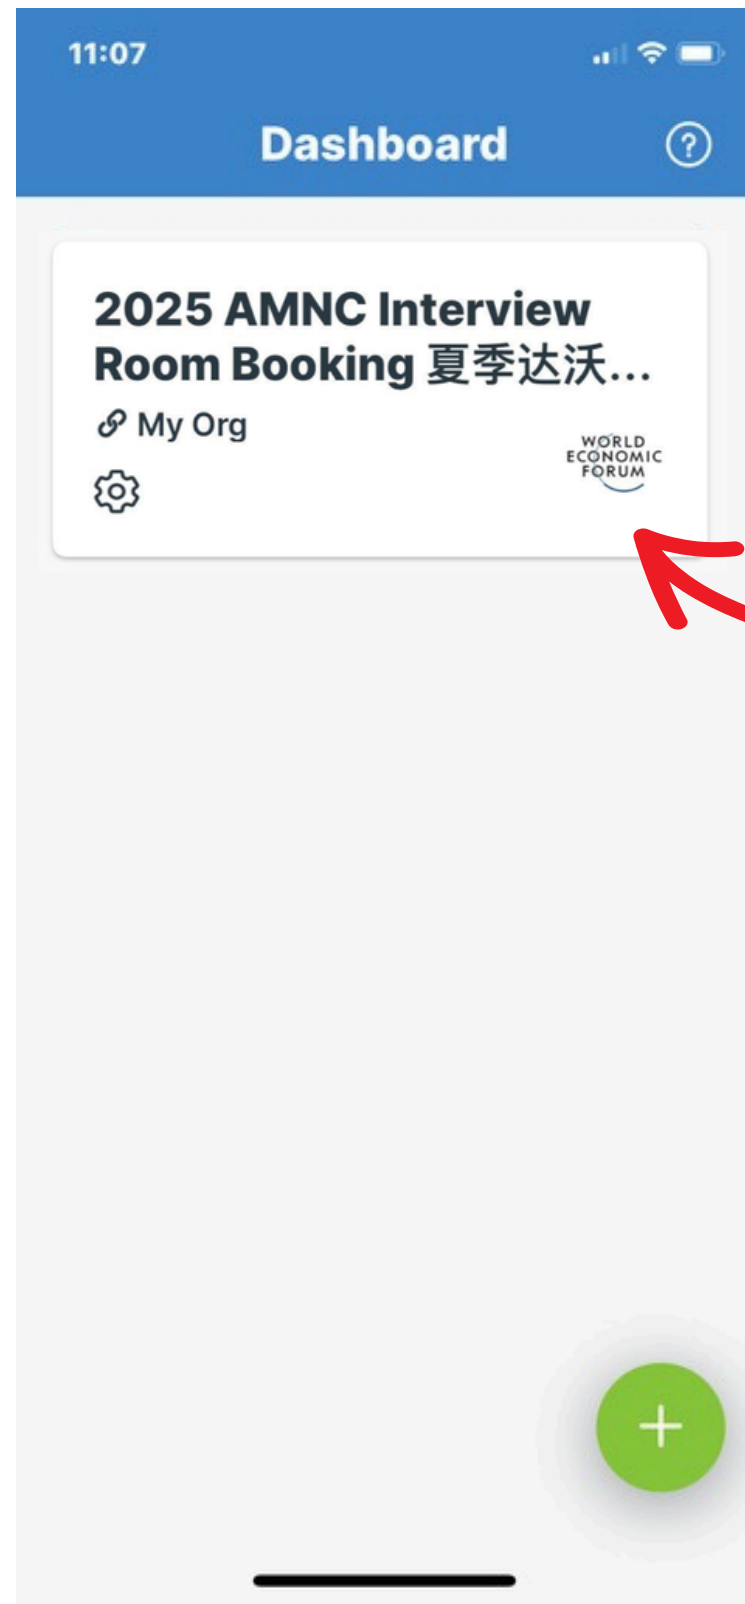 11:07
Dashboard
?
2025 AMNC Interview
Room Booking 夏季达沃...
My Org
WORLD
ECONOMIC
FORUM
+